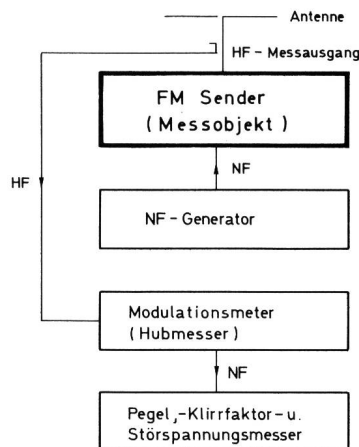 Antenne
HF-Messausgang
FM Sender
(Messobjekt)
HF
NF
NF-Generator
Modulationsmeter
(Hubmesser)
NF
Pegel,-Klirrfaktor-u.
Störspannungsmesser